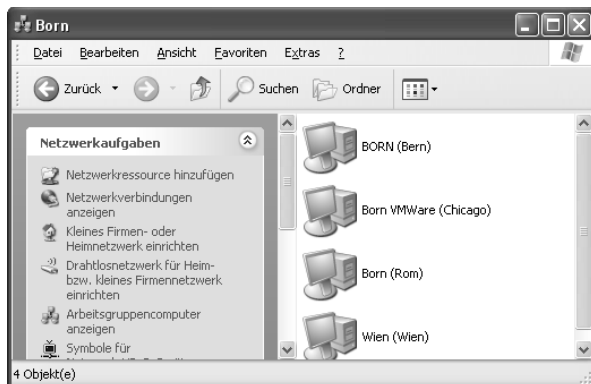 Born
Datei Bearbeiten Ansicht Favoriten Extras ?
Zurück Suchen Ordner
Netzwerkaufgaben
Netzwerkressource hinzufügen
Netzwerkverbindungen
anzeigen
Kleines Firmen- oder
Heimnetzwerk einrichten
Drahtlosnetzwerk für Heim-
bzw. kleines Firmennetzwerk
einrichten
Arbeitsgruppencomputer
anzeigen
Symbole für
BORN (Bern)
Born VMWare (Chicago)
Born (Rom)
Wien (Wien)
4 Objekt(e)